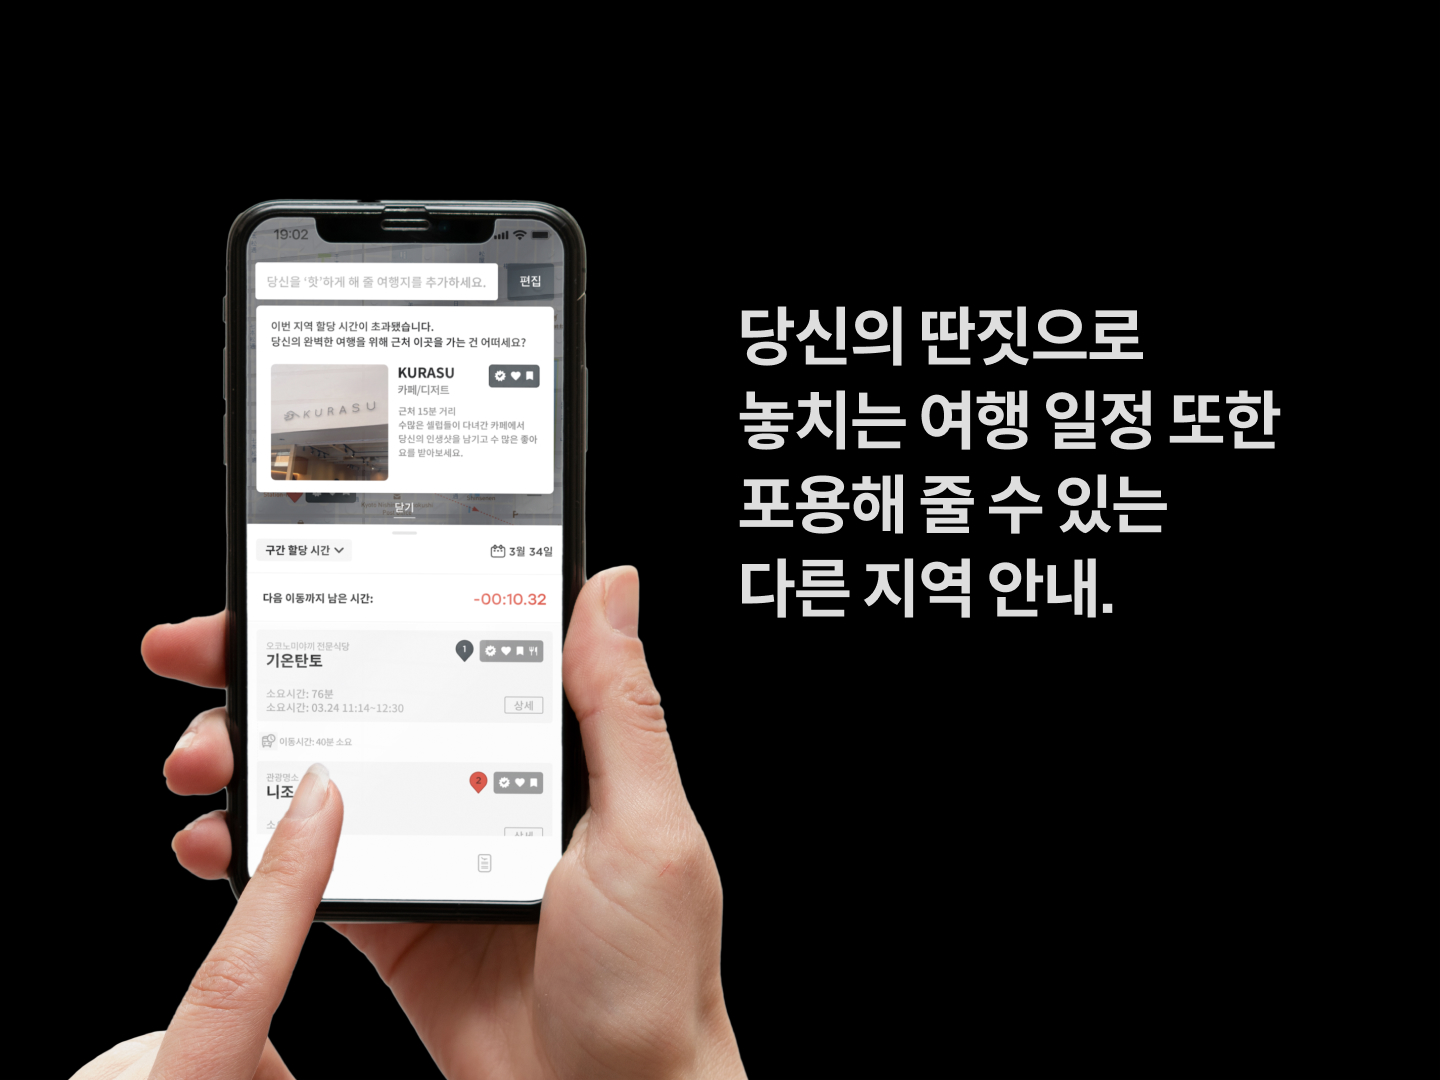 19:02
당신을 ‘핫’하게 해 줄 여행지를 추가하세요.
편집
이번 지역 할당 시간이 초과됐습니다.
당신의 완벽한 여행을 위해 근처 이곳을 가는 건 어떠세요?
KURASU
KURASU
카페/디저트
근처 15분 거리
수많은 셀럽들이 다녀간 카페에서
당신의 인생샷을 남기고 수 많은 좋아
요를 받아보세요.
닫기
구간 할당 시간
3월 34일
다음 이동까지 남은 시간:
-00:10.32
오코노미야끼 전문식당
기온탄토
1
소요시간: 76분
소요시간: 03.24 11:14~12:30
상세
이동시간: 40분 소요
관광명소
니조
2
소
상세
당신의 딴짓으로
놓치는 여행 일정 또한
포용해 줄 수 있는
다른 지역 안내.